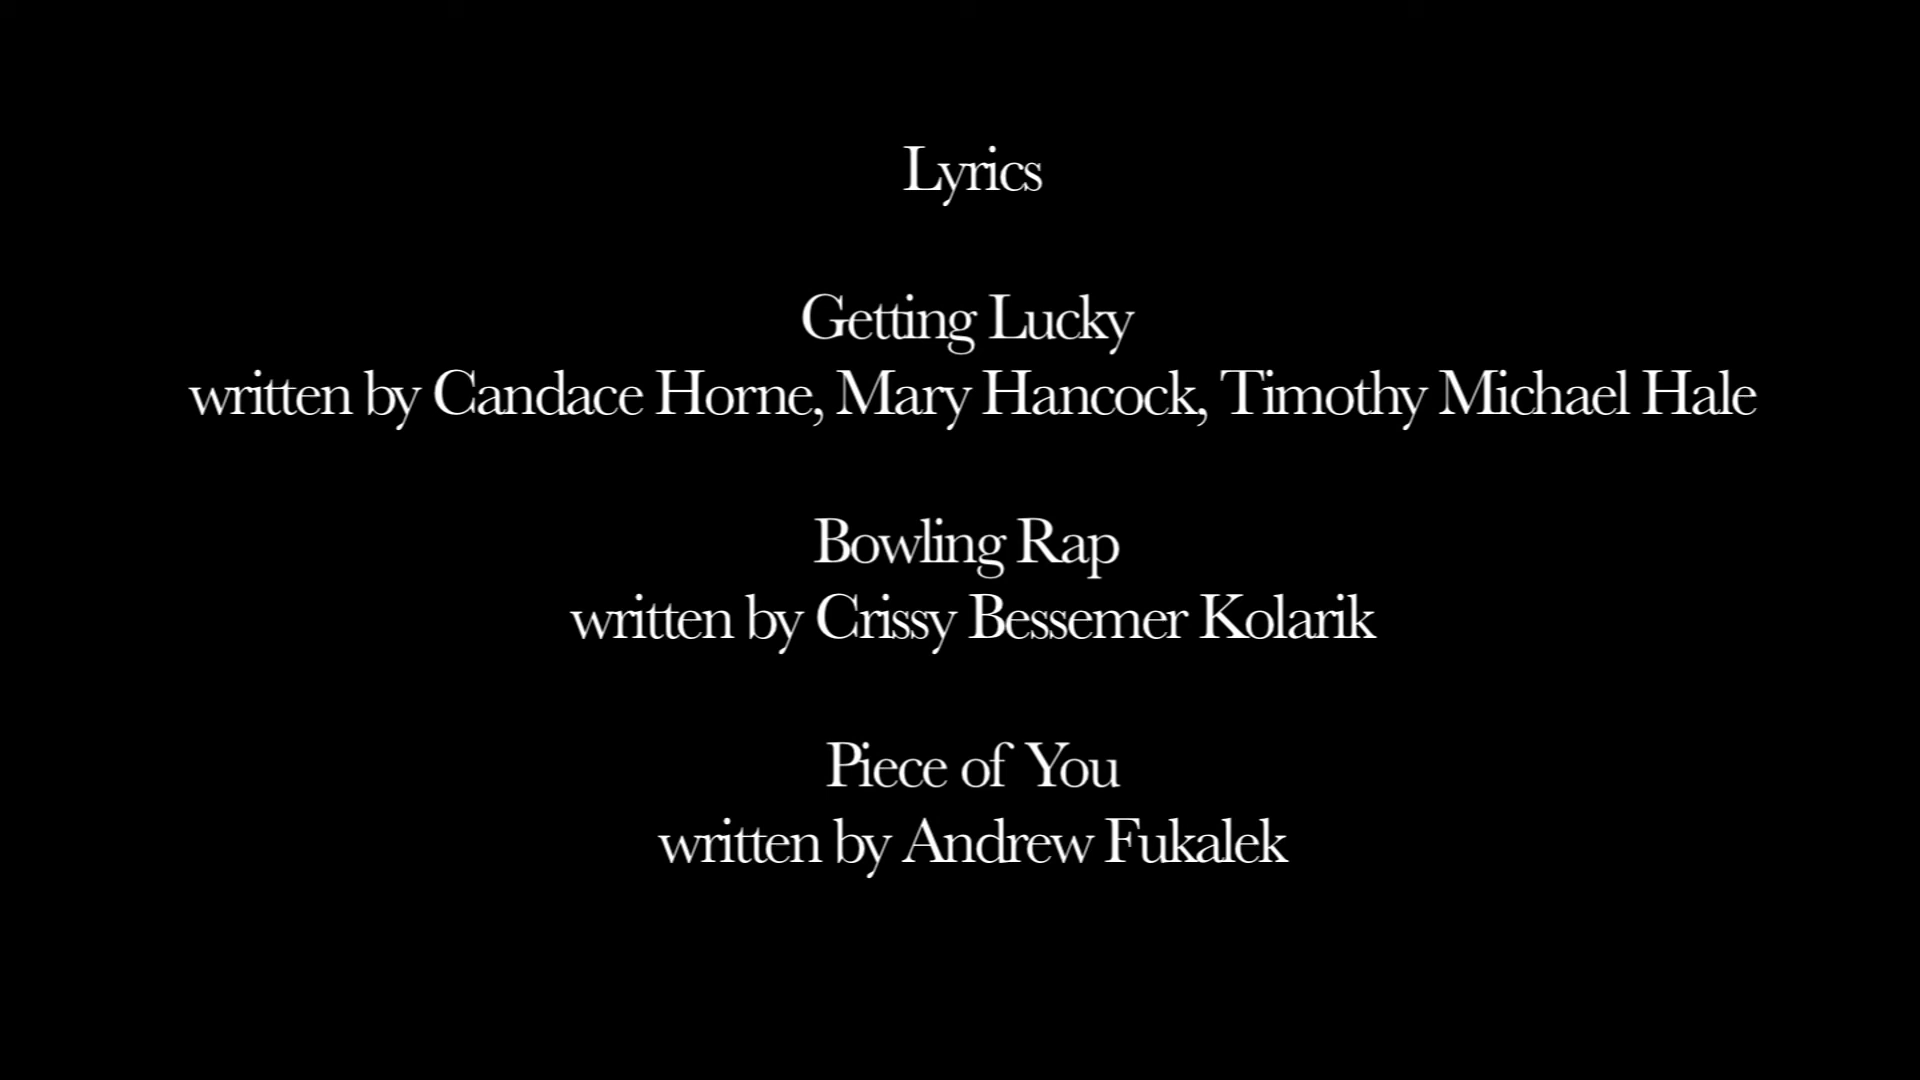 Lyrics
Getting Lucky
written by Candace Horne, Mary Hancock, Timothy Michael Hale
Bowling Rap
written by Crissy Bessemer Kolarik
Piece of You
written by Andrew Fukalek